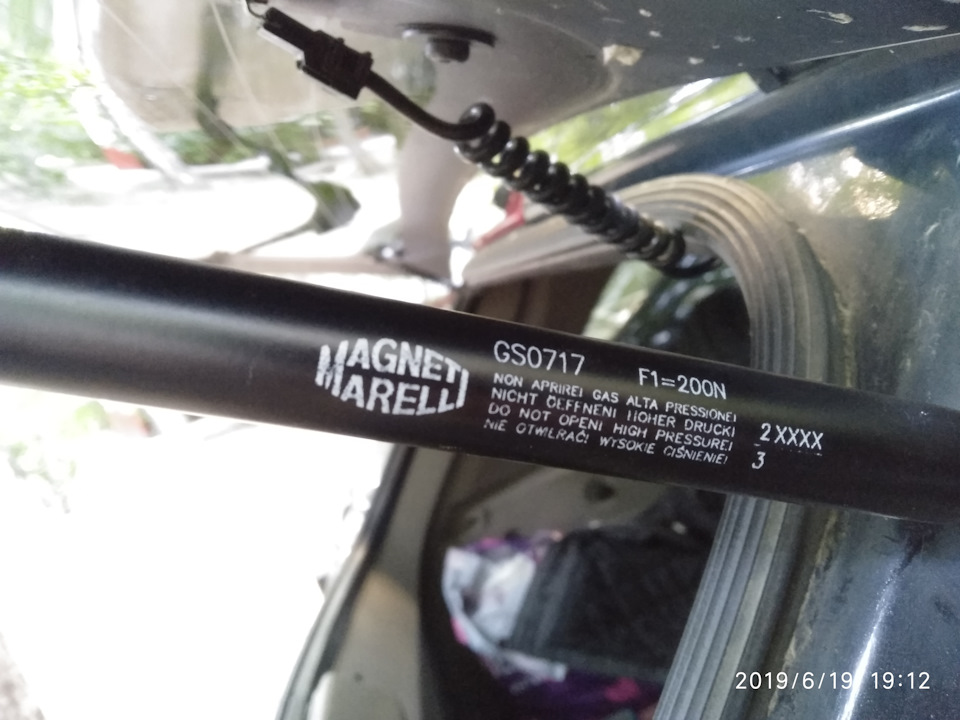 MAGNETI
MARELLI
GS0717
F1=200N
NON APRIRE! GAS ALTA PRESSIONE!
NICHT ÖFFNEN! HOHER DRUCK!
DO NOT OPEN! HIGH PRESSURE!
NIE OTWIERAĆ! WYSOKIE CIŚNIENIE!
2XXXX
3
2019/6/19 19:12